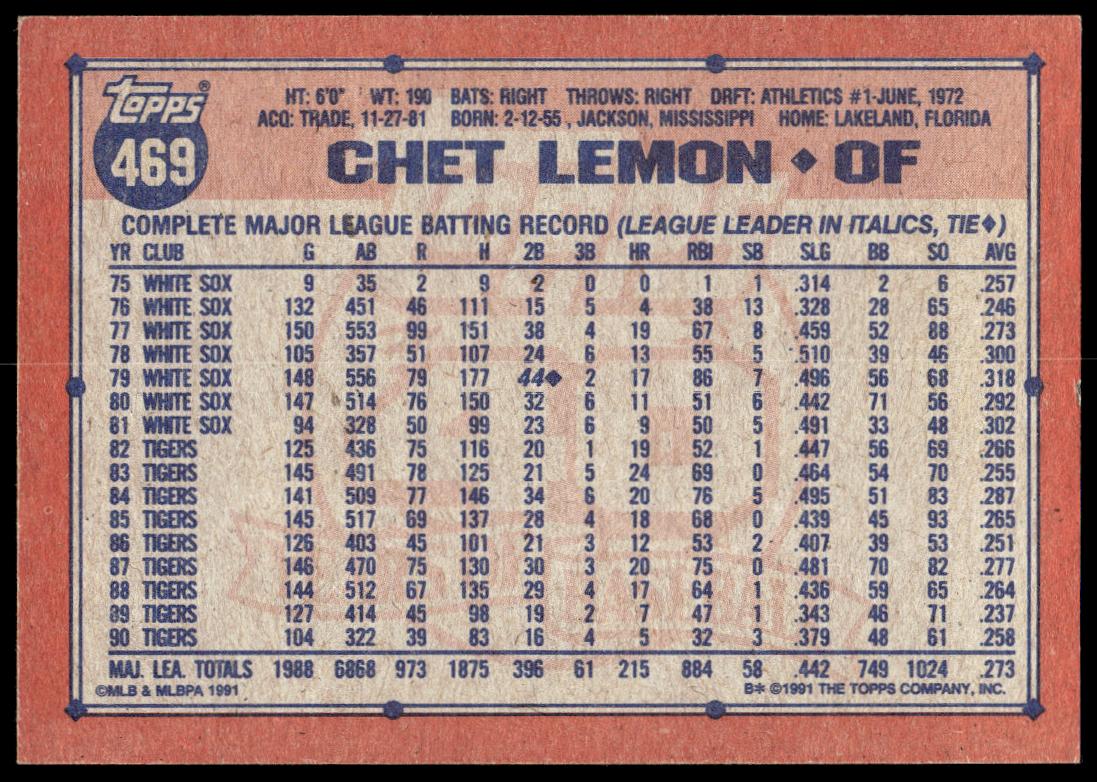 topps®
469
HT: 6'0" WT: 190 BATS: RIGHT THROWS: RIGHT DRFT: ATHLETICS #1-JUNE, 1972
ACQ: TRADE, 11-27-81 BORN: 2-12-55, JACKSON, MISSISSIPPI HOME: LAKELAND, FLORIDA
CHET LEMON ◆ OF
COMPLETE MAJOR LEAGUE BATTING RECORD (LEAGUE LEADER IN ITALICS, TIE◆)
YR CLUB G AB R H 2B 3B HR RBI SB SLG BB SO AVG
75 WHITE SOX 9 35 2 9 2 0 0 1 1 .314 2 6 .257
76 WHITE SOX 132 451 46 111 15 5 4 38 13 .328 28 65 .246
77 WHITE SOX 150 553 99 151 38 4 19 67 8 .459 52 88 .273
78 WHITE SOX 105 357 51 107 24 6 13 55 5 .510 39 46 .300
79 WHITE SOX 148 556 79 177 44◆ 2 17 86 7 .496 56 68 .318
80 WHITE SOX 147 514 76 150 32 6 11 51 6 .442 71 56 .292
81 WHITE SOX 94 328 50 99 23 6 9 50 5 .491 33 48 .302
82 TIGERS 125 436 75 116 20 1 19 52 1 .447 56 69 .266
83 TIGERS 145 491 78 125 21 5 24 69 0 .464 54 70 .255
84 TIGERS 141 509 77 146 34 6 20 76 5 .495 51 83 .287
85 TIGERS 145 517 69 137 28 4 18 68 0 .439 45 93 .265
86 TIGERS 126 403 45 101 21 3 12 53 2 .407 39 53 .251
87 TIGERS 146 470 75 130 30 3 20 75 0 .481 70 82 .277
88 TIGERS 144 512 67 135 29 4 17 64 1 .436 59 65 .264
89 TIGERS 127 414 45 98 19 2 7 47 1 .343 46 71 .237
90 TIGERS 104 322 39 83 16 4 5 32 3 .379 48 61 .258
MAJ. LEA. TOTALS 1988 6868 973 1875 396 61 215 884 58 .442 749 1024 .273
©MLB & MLBPA 1991 B* ©1991 THE TOPPS COMPANY, INC.